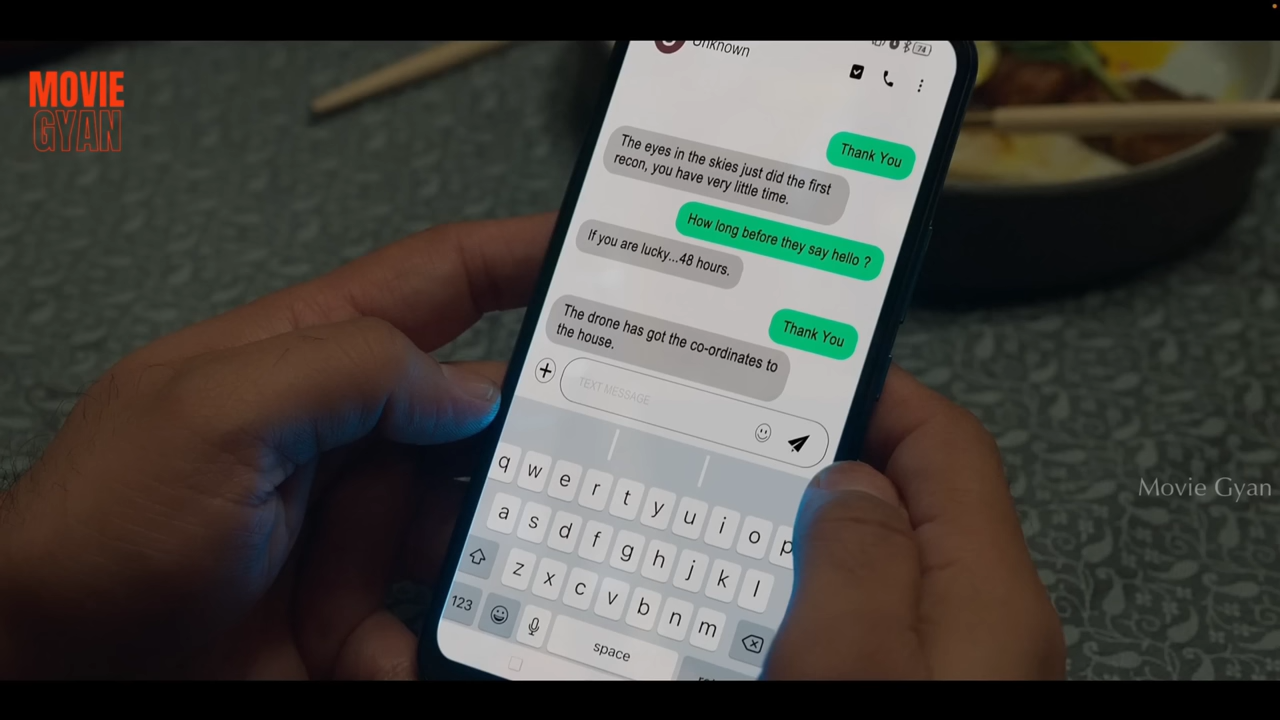 MOVIE
GYAN
Unknown
74
Thank You
The eyes in the skies just did the first
recon, you have very little time.
How long before they say hello ?
If you are lucky...48 hours.
Thank You
The drone has got the co-ordinates to
the house.
TEXT MESSAGE
q w e r t y u i o p
a s d f g h j k l
z x c v b n m
123
space
Movie Gyan